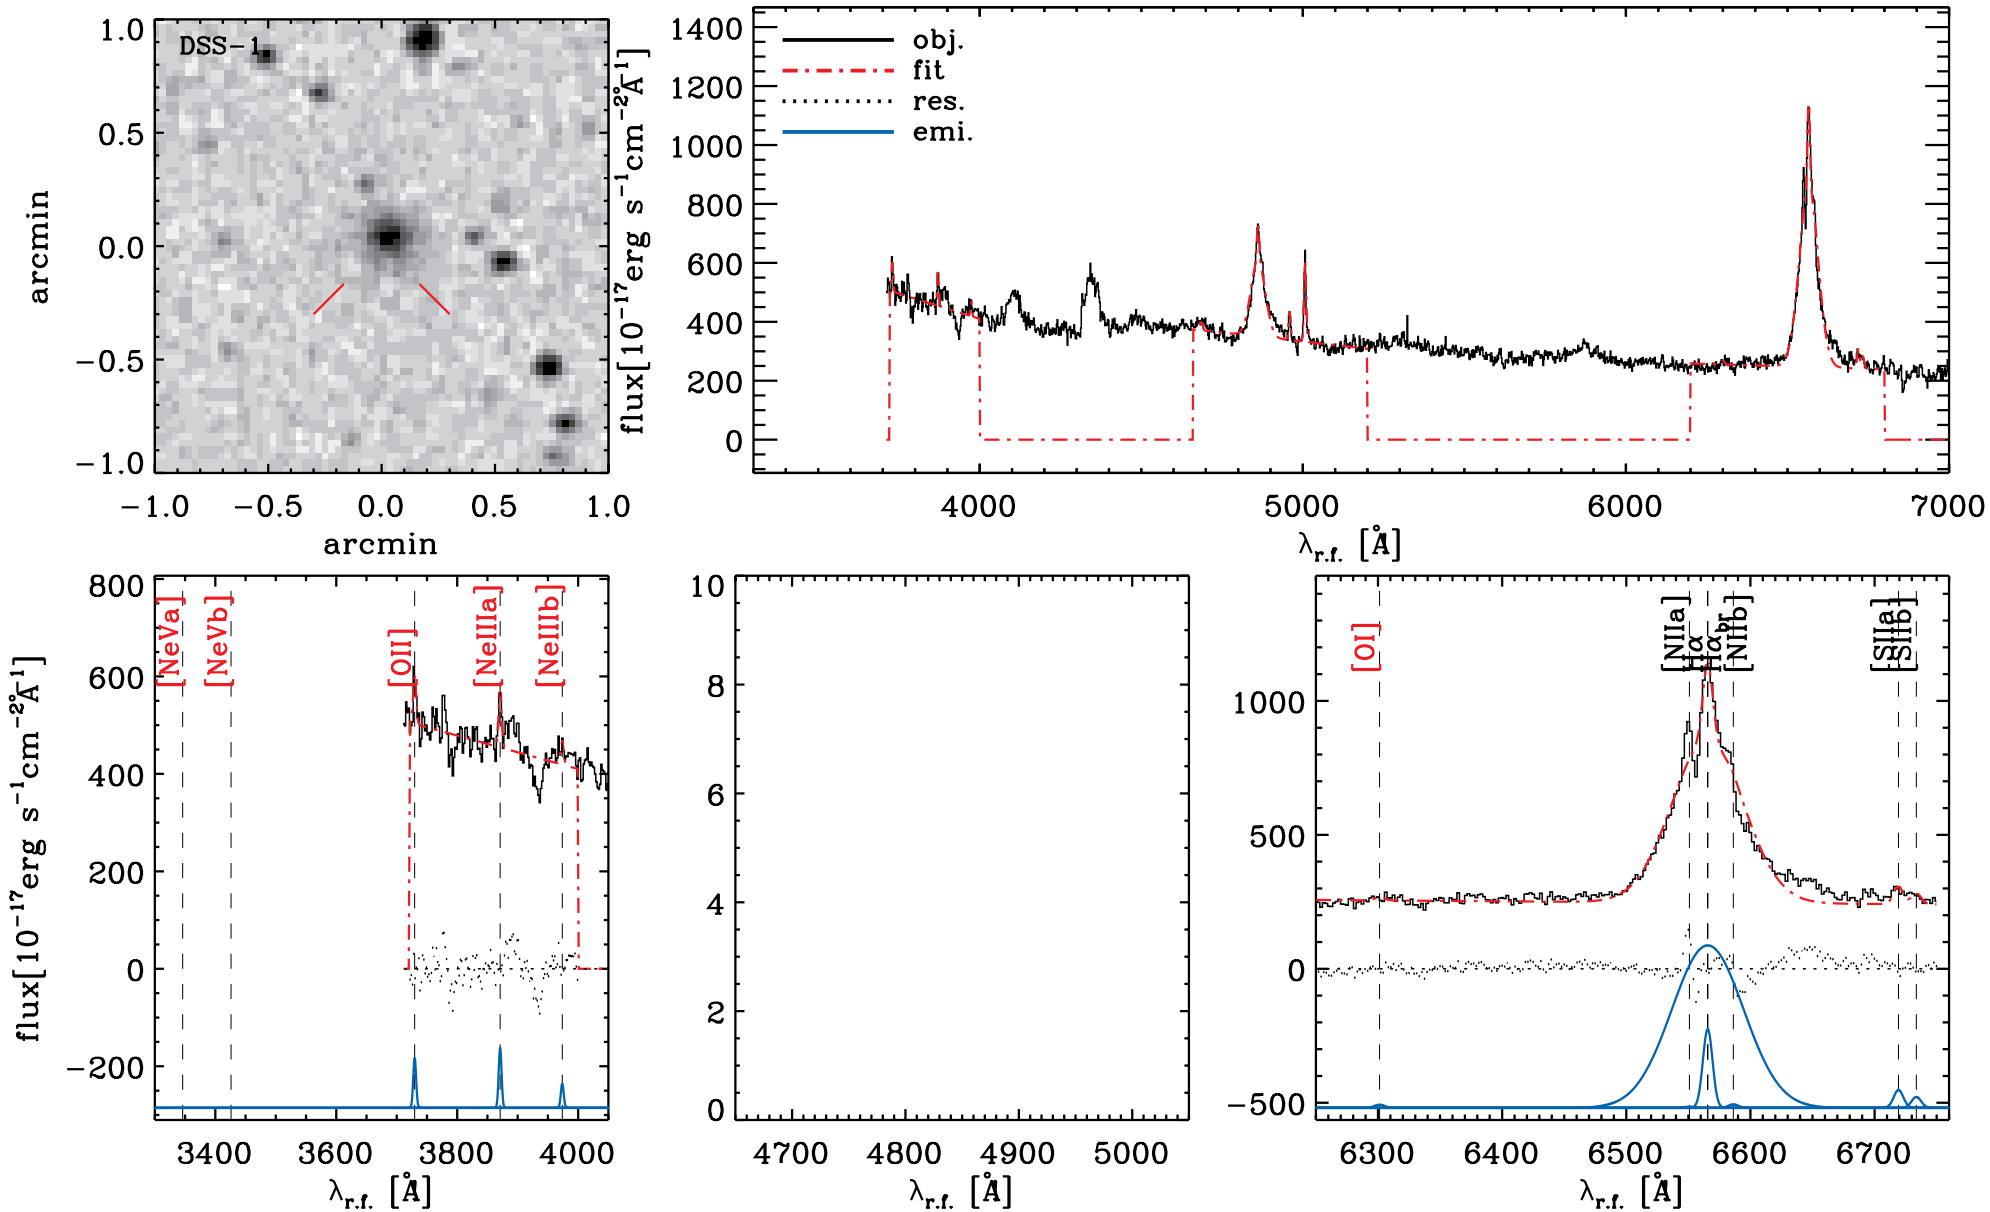 DSS-1
1.0
0.5
0.0
−0.5
−1.0
arcmin
−1.0 −0.5 0.0 0.5 1.0
arcmin
flux[10⁻¹⁷erg s⁻¹cm⁻²Å⁻¹]
1400
1200
1000
800
600
400
200
0
obj.
fit
res.
emi.
4000 5000 6000 7000
λr.f. [Å]
flux[10⁻¹⁷erg s⁻¹cm⁻²Å⁻¹]
800
600
400
200
0
−200
[NeVa]
[NeVb]
[OII]
[NeIIIa]
[NeIIIb]
3400 3600 3800 4000
λr.f. [Å]
10
8
6
4
2
0
4700 4800 4900 5000
λr.f. [Å]
1000
500
0
−500
[OI]
[NIIa]
Hα
Hαbr
[NIIb]
[SIIa]
[SIIb]
6300 6400 6500 6600 6700
λr.f. [Å]